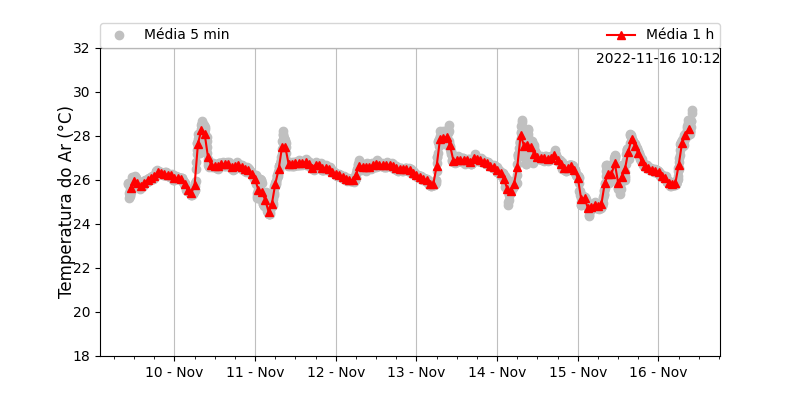 Média 5 min
Média 1 h
2022-11-16 10:12
Temperatura do Ar (°C)
32
30
28
26
24
22
20
18
10 - Nov
11 - Nov
12 - Nov
13 - Nov
14 - Nov
15 - Nov
16 - Nov